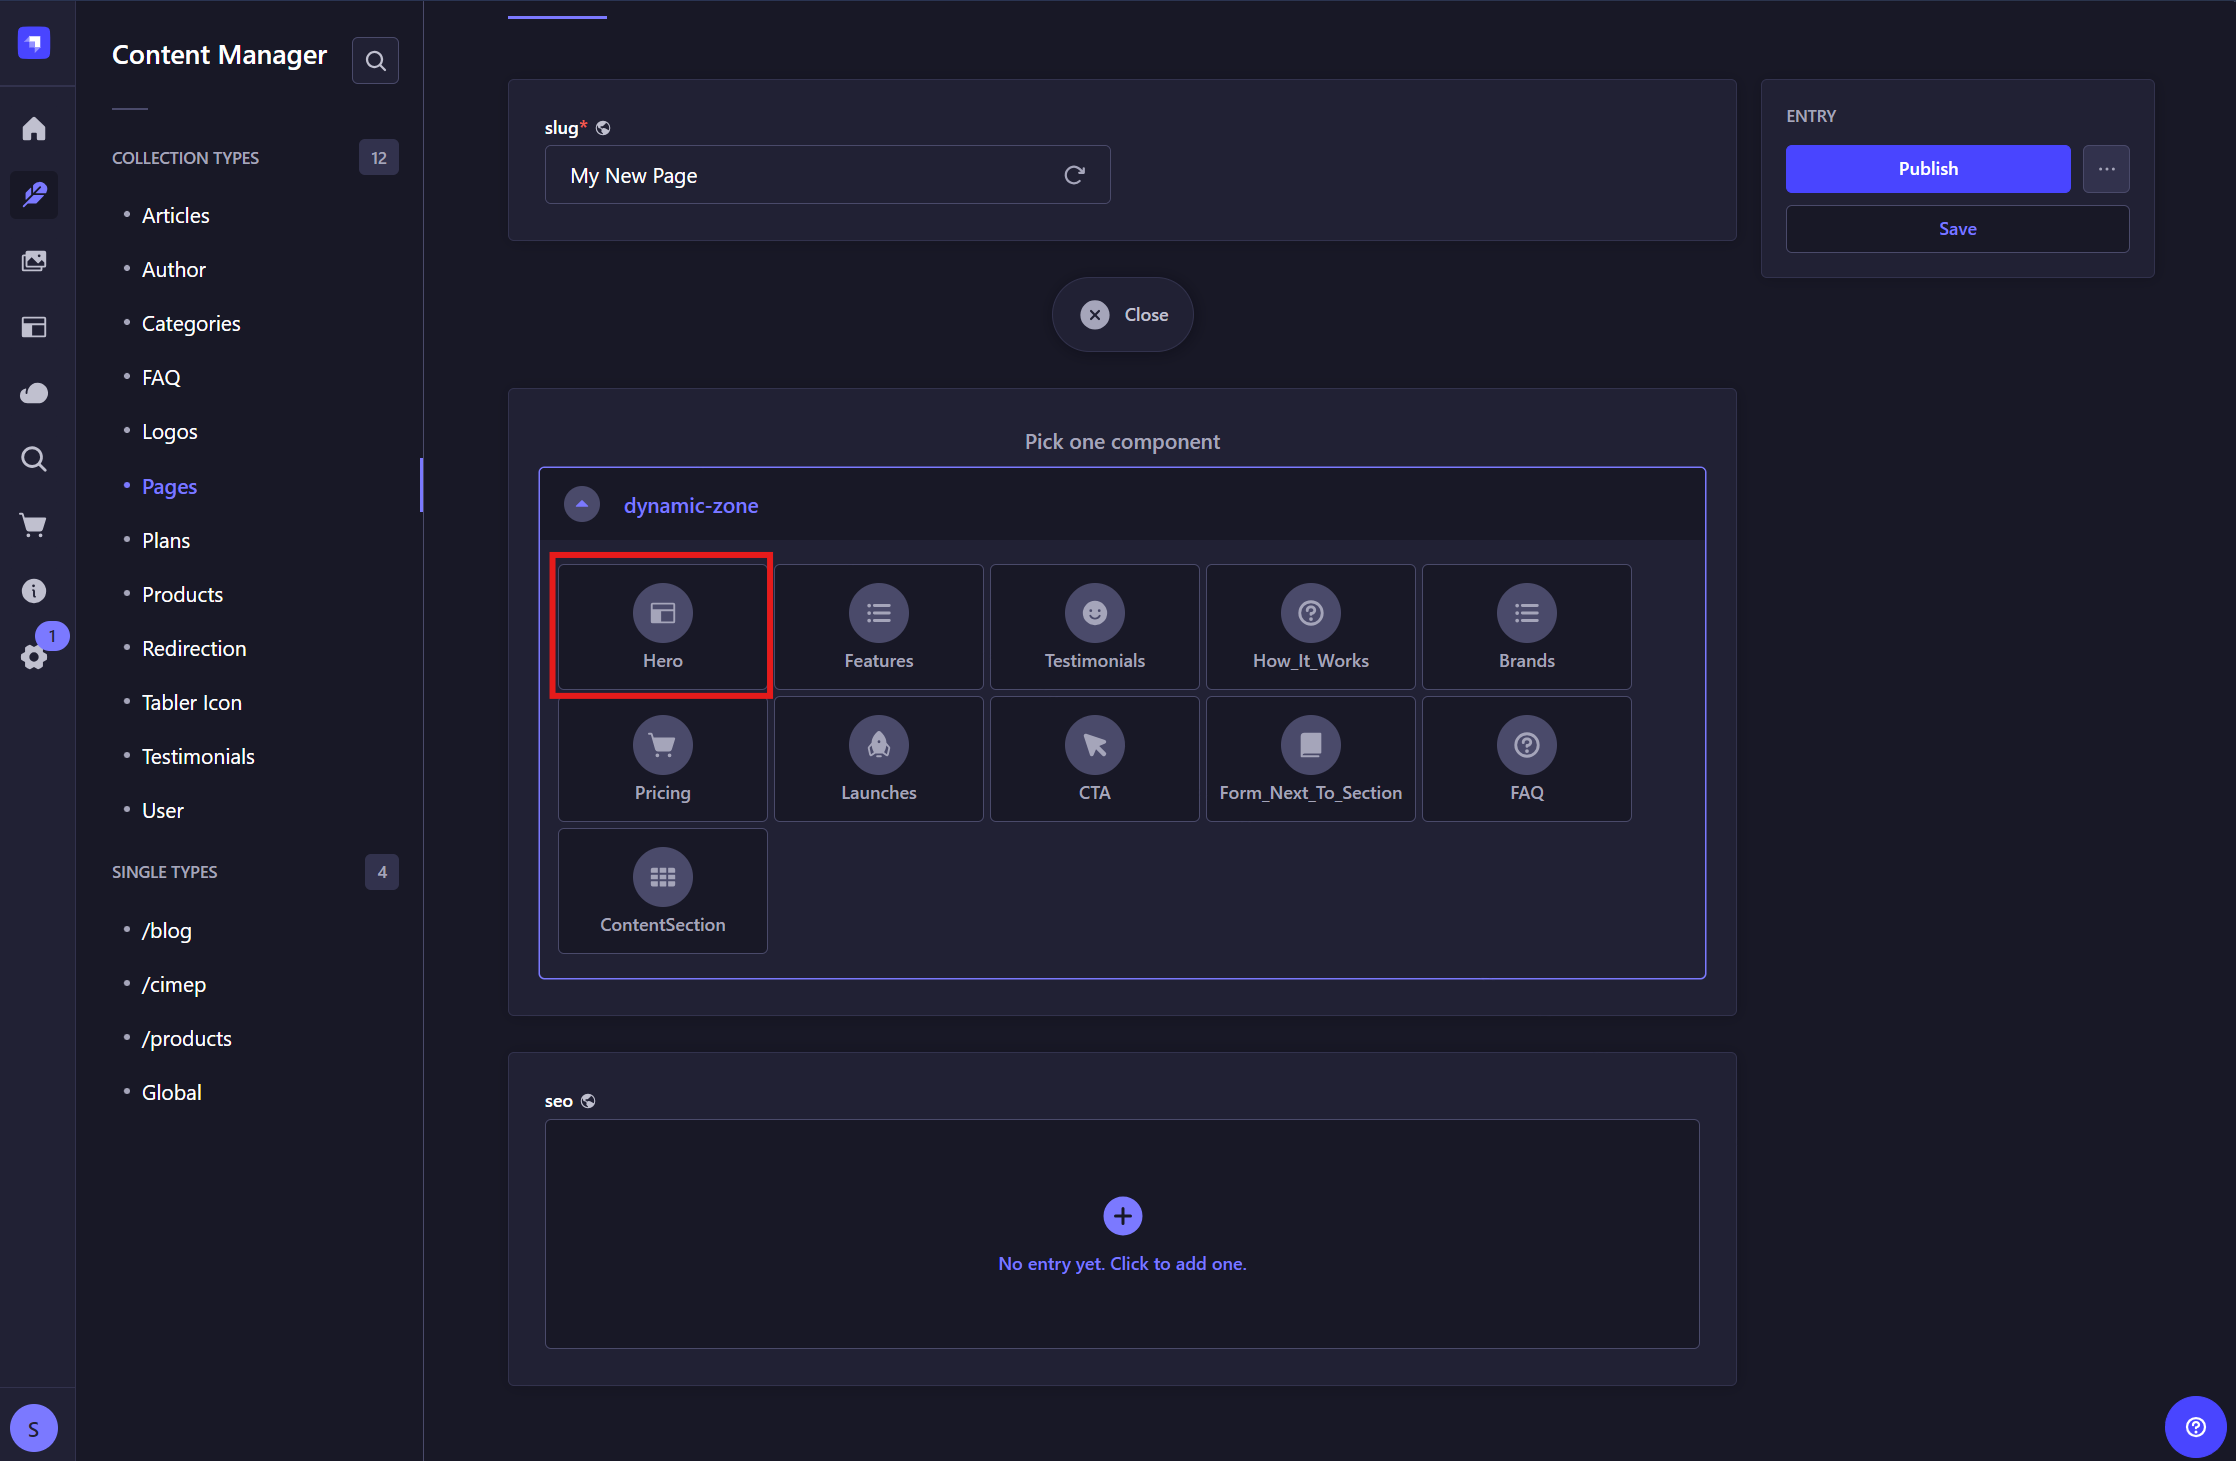 Content Manager
COLLECTION TYPES
12
Articles
Author
Categories
FAQ
Logos
Pages
Plans
Products
Redirection
Tabler Icon
Testimonials
User
SINGLE TYPES
4
/blog
/cimep
/products
Global
1
S
slug*
My New Page
Close
Pick one component
dynamic-zone
Hero
Features
Testimonials
How_It_Works
Brands
Pricing
Launches
CTA
Form_Next_To_Section
FAQ
ContentSection
seo
No entry yet. Click to add one.
ENTRY
Publish
Save